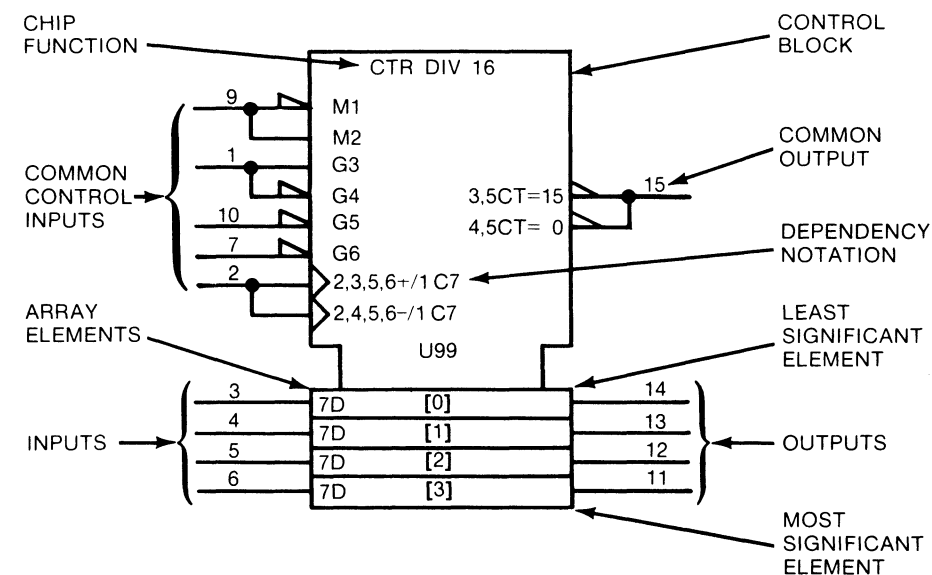 CHIP
FUNCTION
CONTROL
BLOCK
CTR DIV 16
9
M1
M2
1
G3
COMMON
OUTPUT
COMMON
CONTROL
INPUTS
G4
3,5CT=15
15
10
G5
4,5CT= 0
7
G6
DEPENDENCY
NOTATION
2
2,3,5,6+/1 C7
2,4,5,6−/1 C7
ARRAY
ELEMENTS
U99
LEAST
SIGNIFICANT
ELEMENT
3
7D [0]
14
4
7D [1]
13
INPUTS
OUTPUTS
5
7D [2]
12
6
7D [3]
11
MOST
SIGNIFICANT
ELEMENT